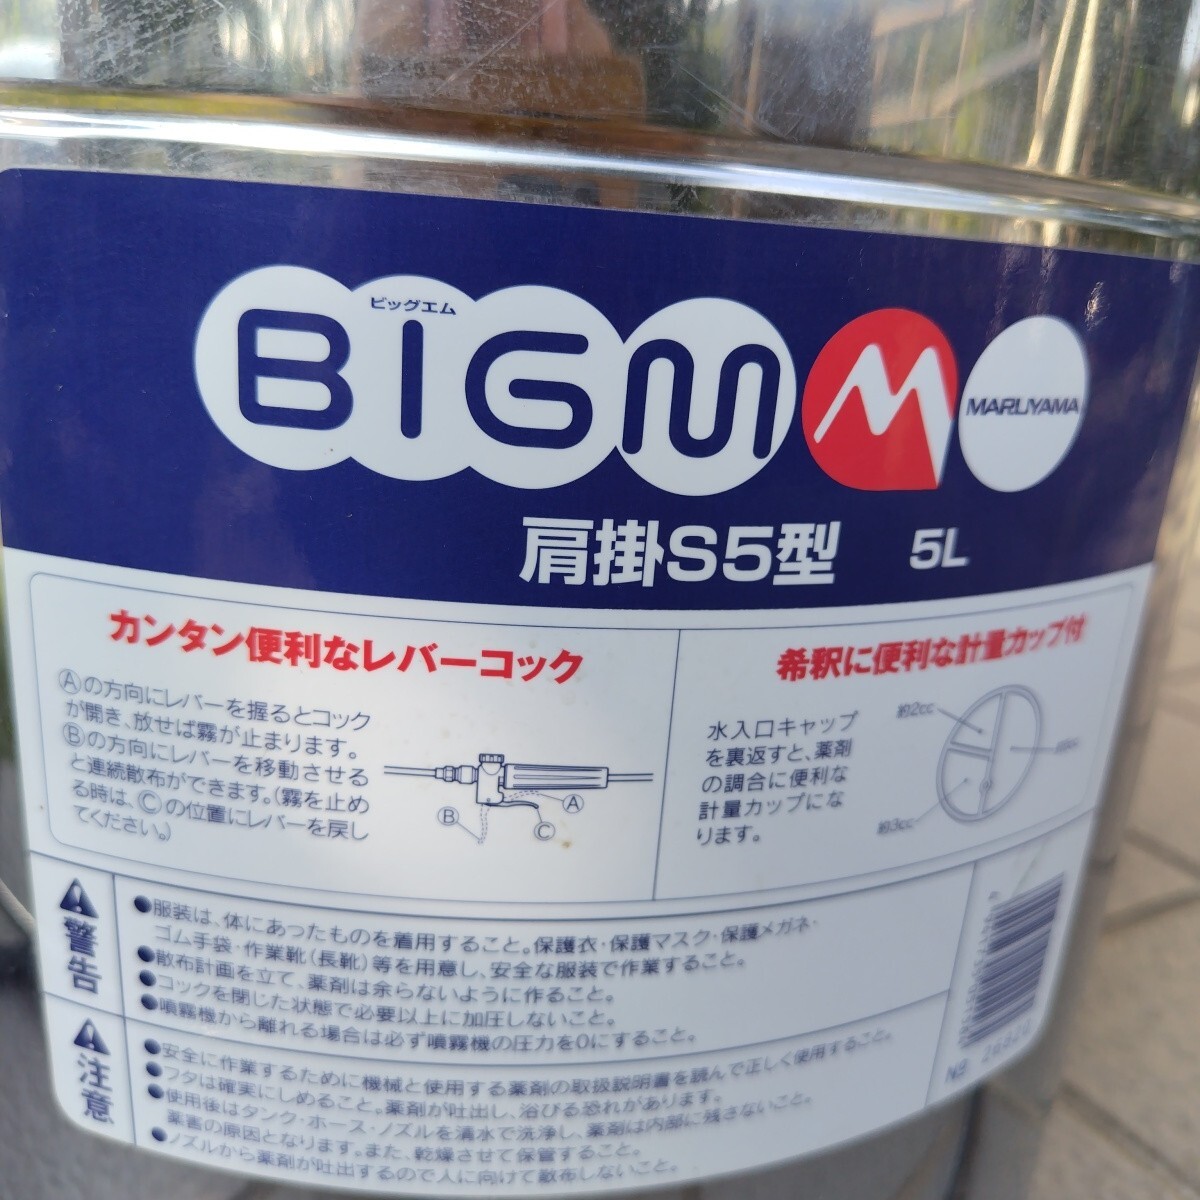 ビッグエム
BIGM
MARUYAMA
肩掛S5型 5L
カンタン便利なレバーコック
Ⓐの方向にレバーを握るとコック
が開き、放せば霧が止まります。
Ⓑの方向にレバーを移動させる
と連続散布ができます。(霧を止め
る時は、Ⓒの位置にレバーを戻し
てください。)
Ⓐ
Ⓑ
Ⓒ
希釈に便利な計量カップ付
水入口キャップ
を裏返すと、薬剤
の調合に便利な
計量カップにな
ります。
約2cc
約3cc
警告
●服装は、体にあったものを着用すること。保護衣・保護マスク・保護メガネ・
ゴム手袋・作業靴(長靴)等を用意し、安全な服装で作業すること。
●散布計画を立て、薬剤は余らないように作ること。
●コックを閉じた状態で必要以上に加圧しないこと。
●噴霧機から離れる場合は必ず噴霧機の圧力を0にすること。
注意
●安全に作業するために機械と使用する薬剤の取扱説明書を読んで正しく使用すること。
●フタは確実にしめること。薬剤が吐出し、浴びる恐れがあります。
●使用後はタンク・ホース・ノズルを清水で洗浄し、薬剤は内部に残さないこと。
薬害の原因となります。また、乾燥させて保管すること。
●ノズルから薬剤が吐出するので人に向けて散布しないこと。